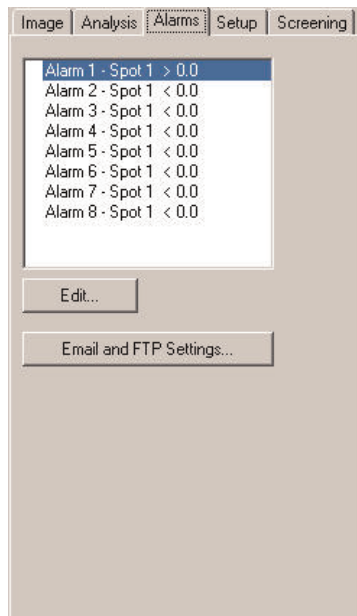 Image Analysis Alarms Setup Screening
Alarm 1 - Spot 1 > 0.0
Alarm 2 - Spot 1 < 0.0
Alarm 3 - Spot 1 < 0.0
Alarm 4 - Spot 1 < 0.0
Alarm 5 - Spot 1 < 0.0
Alarm 6 - Spot 1 < 0.0
Alarm 7 - Spot 1 < 0.0
Alarm 8 - Spot 1 < 0.0
Edit...
Email and FTP Settings...